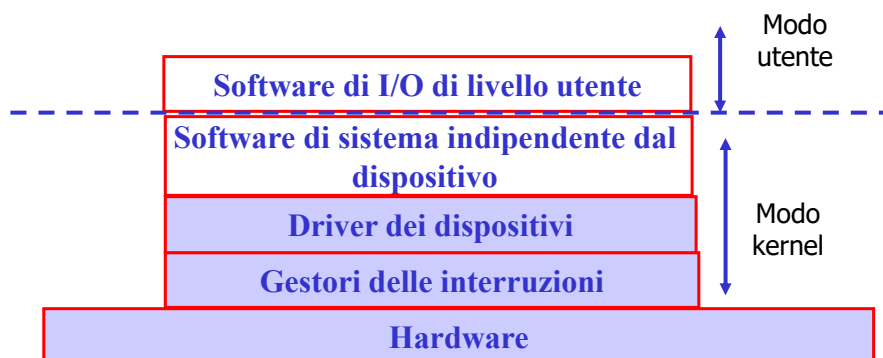 Modo
utente
Software di I/O di livello utente
Software di sistema indipendente dal
dispositivo
Driver dei dispositivi
Modo
kernel
Gestori delle interruzioni
Hardware